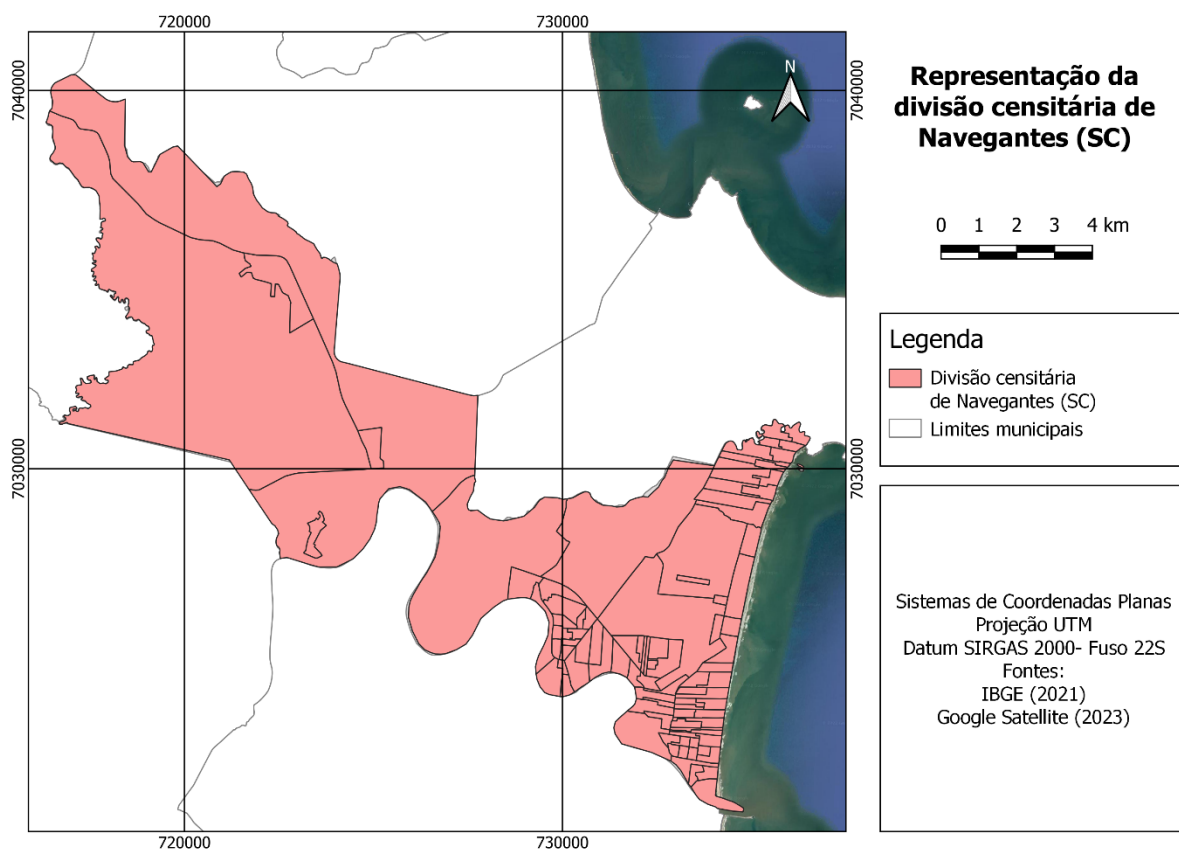 720000
730000
7040000
7040000
N
Representação da
divisão censitária de
Navegantes (SC)
0 1 2 3 4 km
Legenda
Divisão censitária
de Navegantes (SC)
Limites municipais
7030000
7030000
Sistemas de Coordenadas Planas
Projeção UTM
Datum SIRGAS 2000- Fuso 22S
Fontes:
IBGE (2021)
Google Satellite (2023)
720000
730000